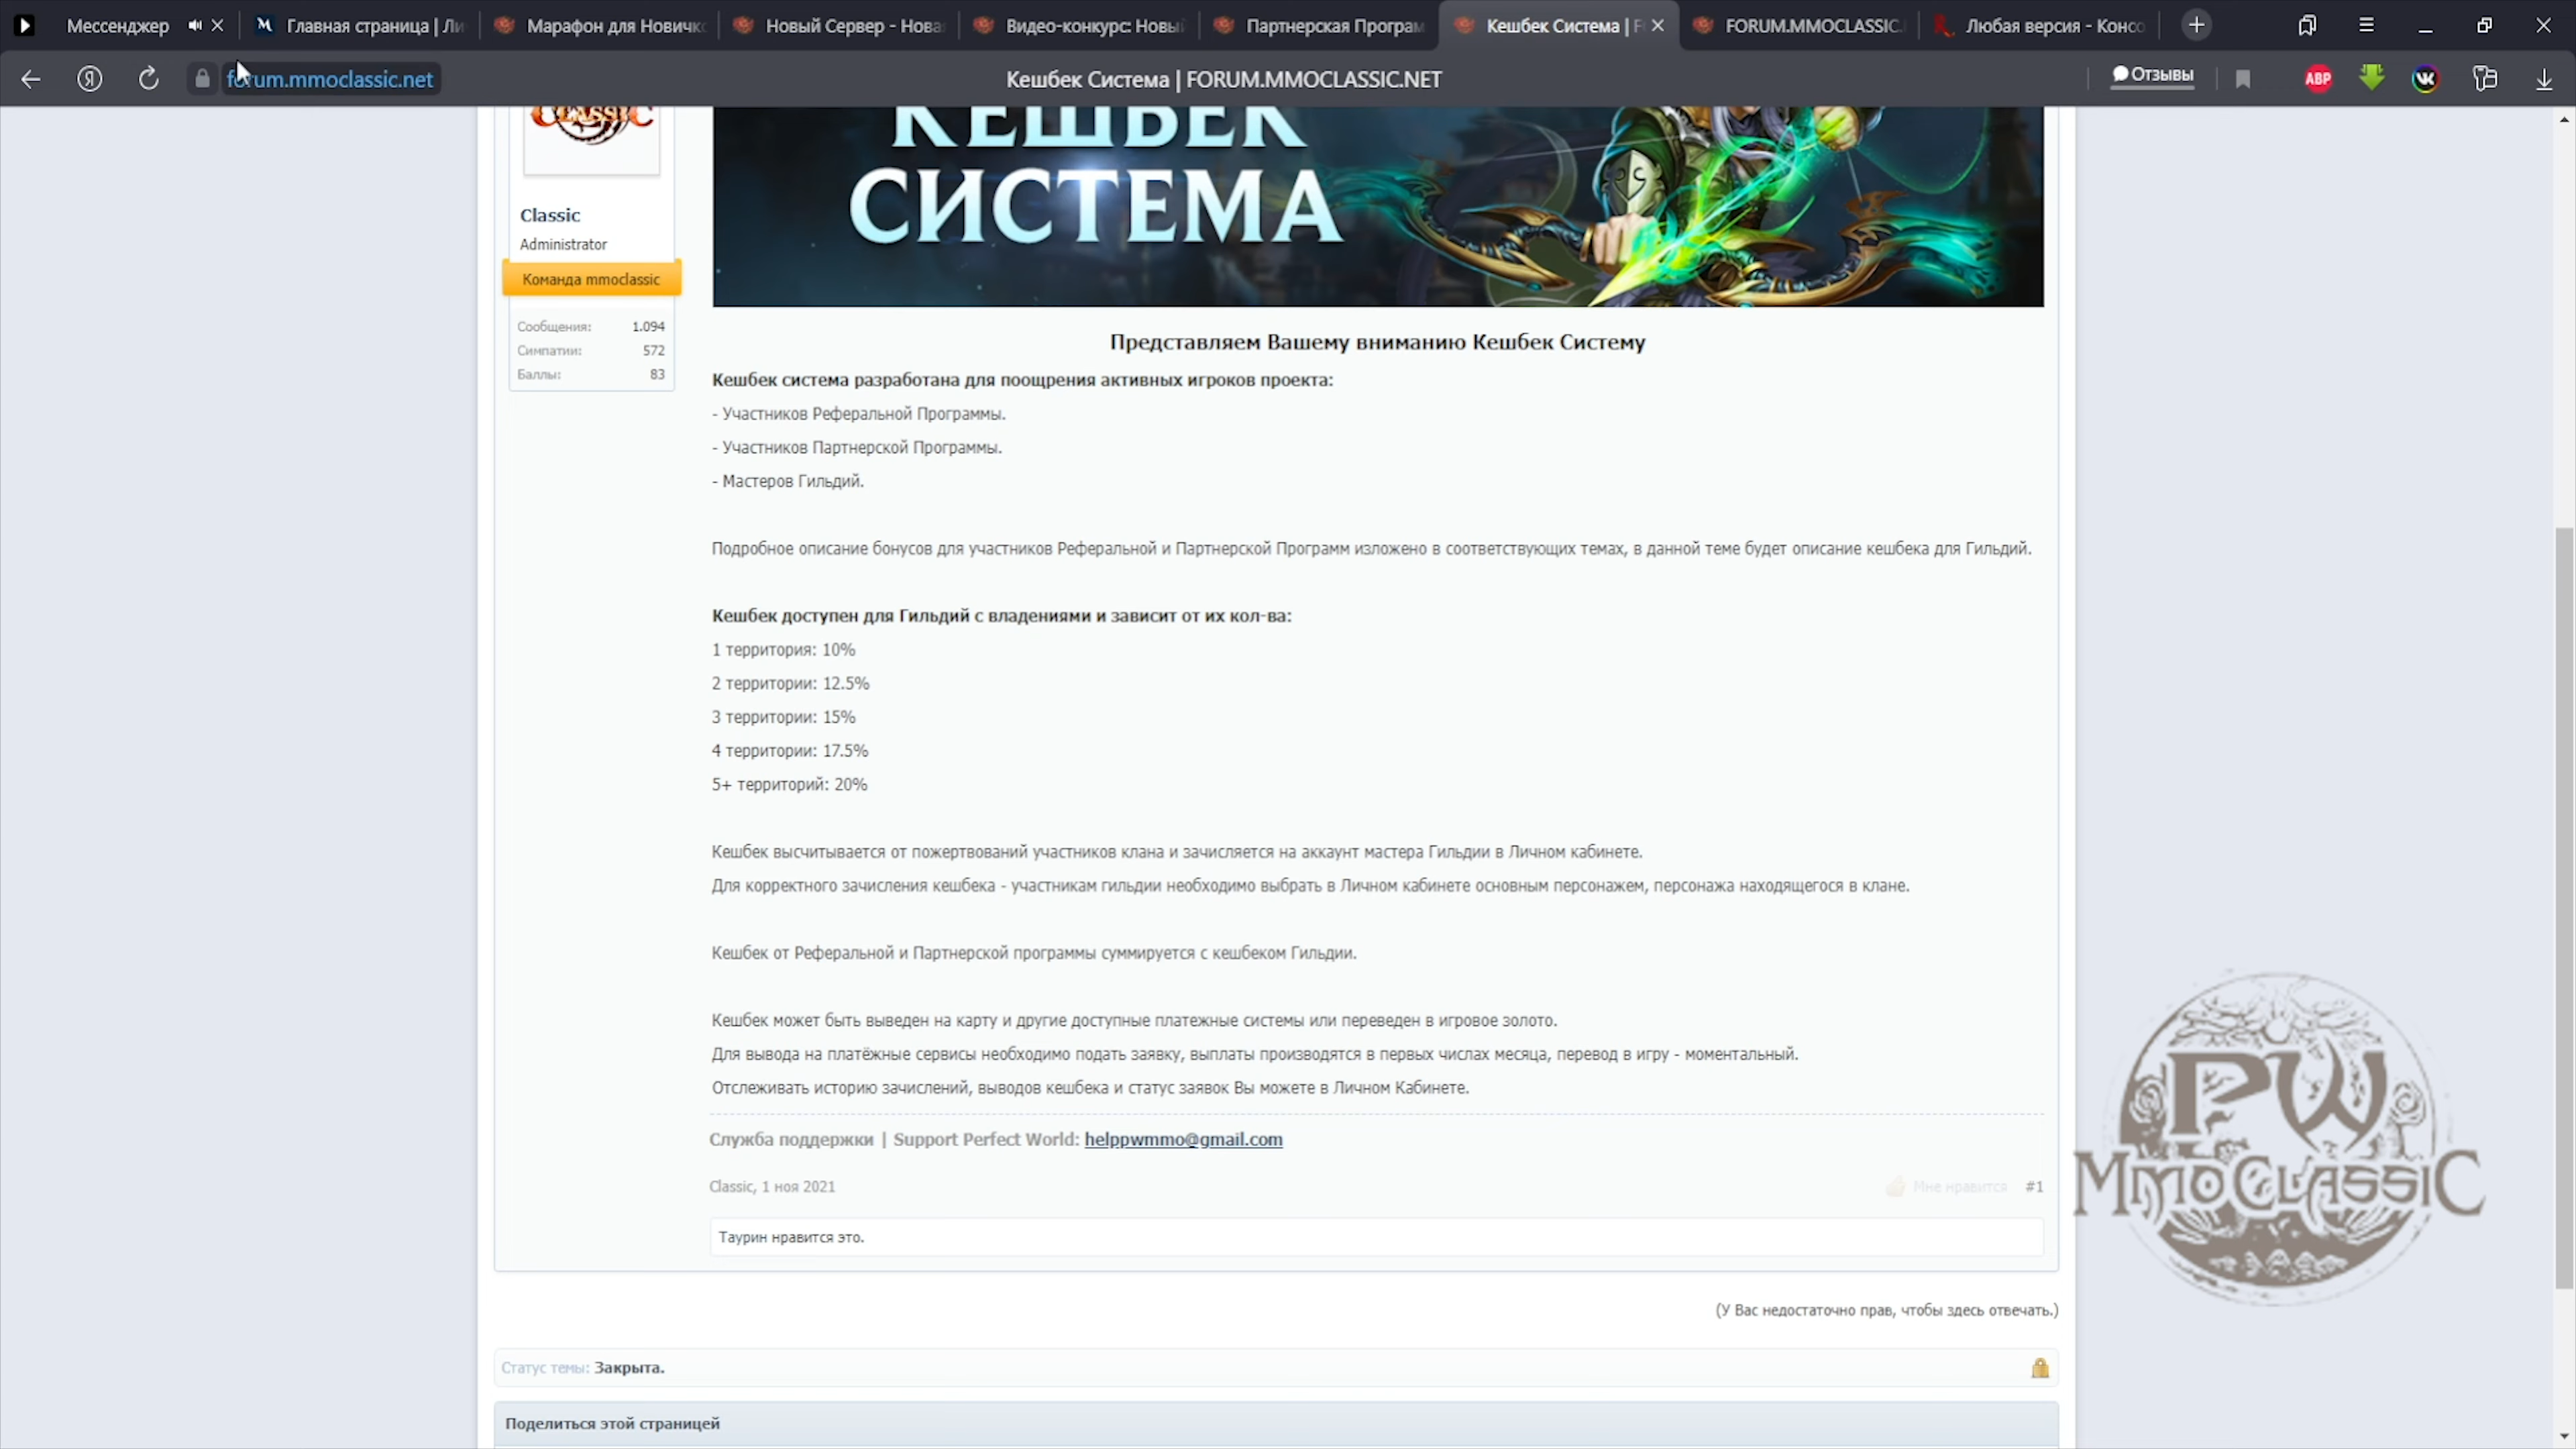 Мессенджер
Главная страница | Ли
Марафон для Новичк
Новый Сервер - Нова
Видео-конкурс: Новый
Партнерская Програм
Кешбек Система | F
FORUM.MMOCLASSIC.
Любая версия - Консо
forum.mmoclassic.net
Кешбек Система | FORUM.MMOCLASSIC.NET
Отзывы
ABP
CLASSIC
КЕШБЕК
СИСТЕМА
Classic
Administrator
Команда mmoclassic
Сообщения: 1.094
Симпатии: 572
Баллы: 83
Представляем Вашему вниманию Кешбек Систему
Кешбек система разработана для поощрения активных игроков проекта:
- Участников Реферальной Программы.
- Участников Партнерской Программы.
- Мастеров Гильдий.
Подробное описание бонусов для участников Реферальной и Партнерской Программ изложено в соответствующих темах, в данной теме будет описание кешбека для Гильдий.
Кешбек доступен для Гильдий с владениями и зависит от их кол-ва:
1 территория: 10%
2 территории: 12.5%
3 территории: 15%
4 территории: 17.5%
5+ территорий: 20%
Кешбек высчитывается от пожертвований участников клана и зачисляется на аккаунт мастера Гильдии в Личном кабинете.
Для корректного зачисления кешбека - участникам гильдии необходимо выбрать в Личном кабинете основным персонажем, персонажа находящегося в клане.
Кешбек от Реферальной и Партнерской программы суммируется с кешбеком Гильдии.
Кешбек может быть выведен на карту и другие доступные платежные системы или переведен в игровое золото.
Для вывода на платёжные сервисы необходимо подать заявку, выплаты производятся в первых числах месяца, перевод в игру - моментальный.
Отслеживать историю зачислений, выводов кешбека и статус заявок Вы можете в Личном Кабинете.
Служба поддержки | Support Perfect World: helppwmmo@gmail.com
Classic, 1 ноя 2021
Мне нравится #1
Таурин нравится это.
PW
MMOCLASSIC
(У Вас недостаточно прав, чтобы здесь отвечать.)
Статус темы: Закрыта.
Поделиться этой страницей